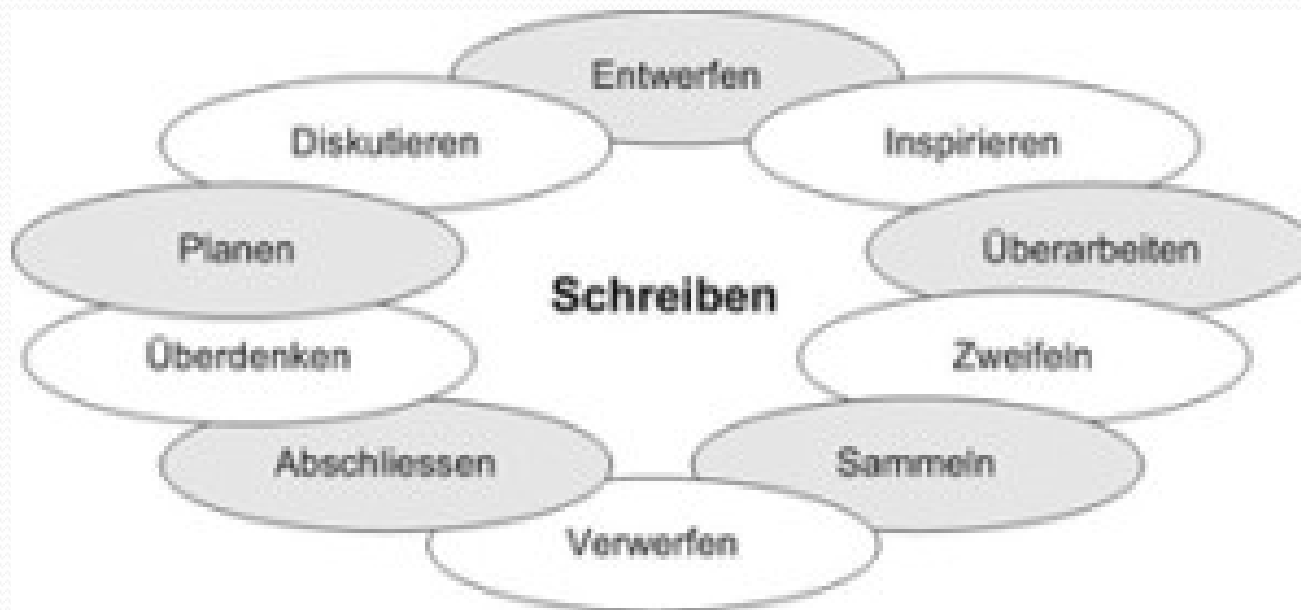 Entwerfen
Diskutieren
Inspirieren
Planen
Überarbeiten
Schreiben
Überdenken
Zweifeln
Abschliessen
Sammeln
Verwerfen